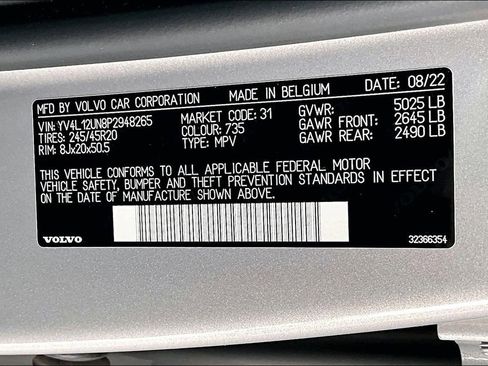 MFD BY VOLVO CAR CORPORATION MADE IN BELGIUM DATE: 08/22
VIN: YV4L12UN8P2948265 MARKET CODE: 31 GVWR: 5025 LB
TIRES: 245/45R20 COLOUR: 735 GAWR FRONT: 2645 LB
RIM: 8Jx20x50.5 TYPE: MPV GAWR REAR: 2490 LB
THIS VEHICLE CONFORMS TO ALL APPLICABLE FEDERAL MOTOR
VEHICLE SAFETY, BUMPER AND THEFT PREVENTION STANDARDS IN EFFECT
ON THE DATE OF MANUFACTURE SHOWN ABOVE.
VOLVO 32366354